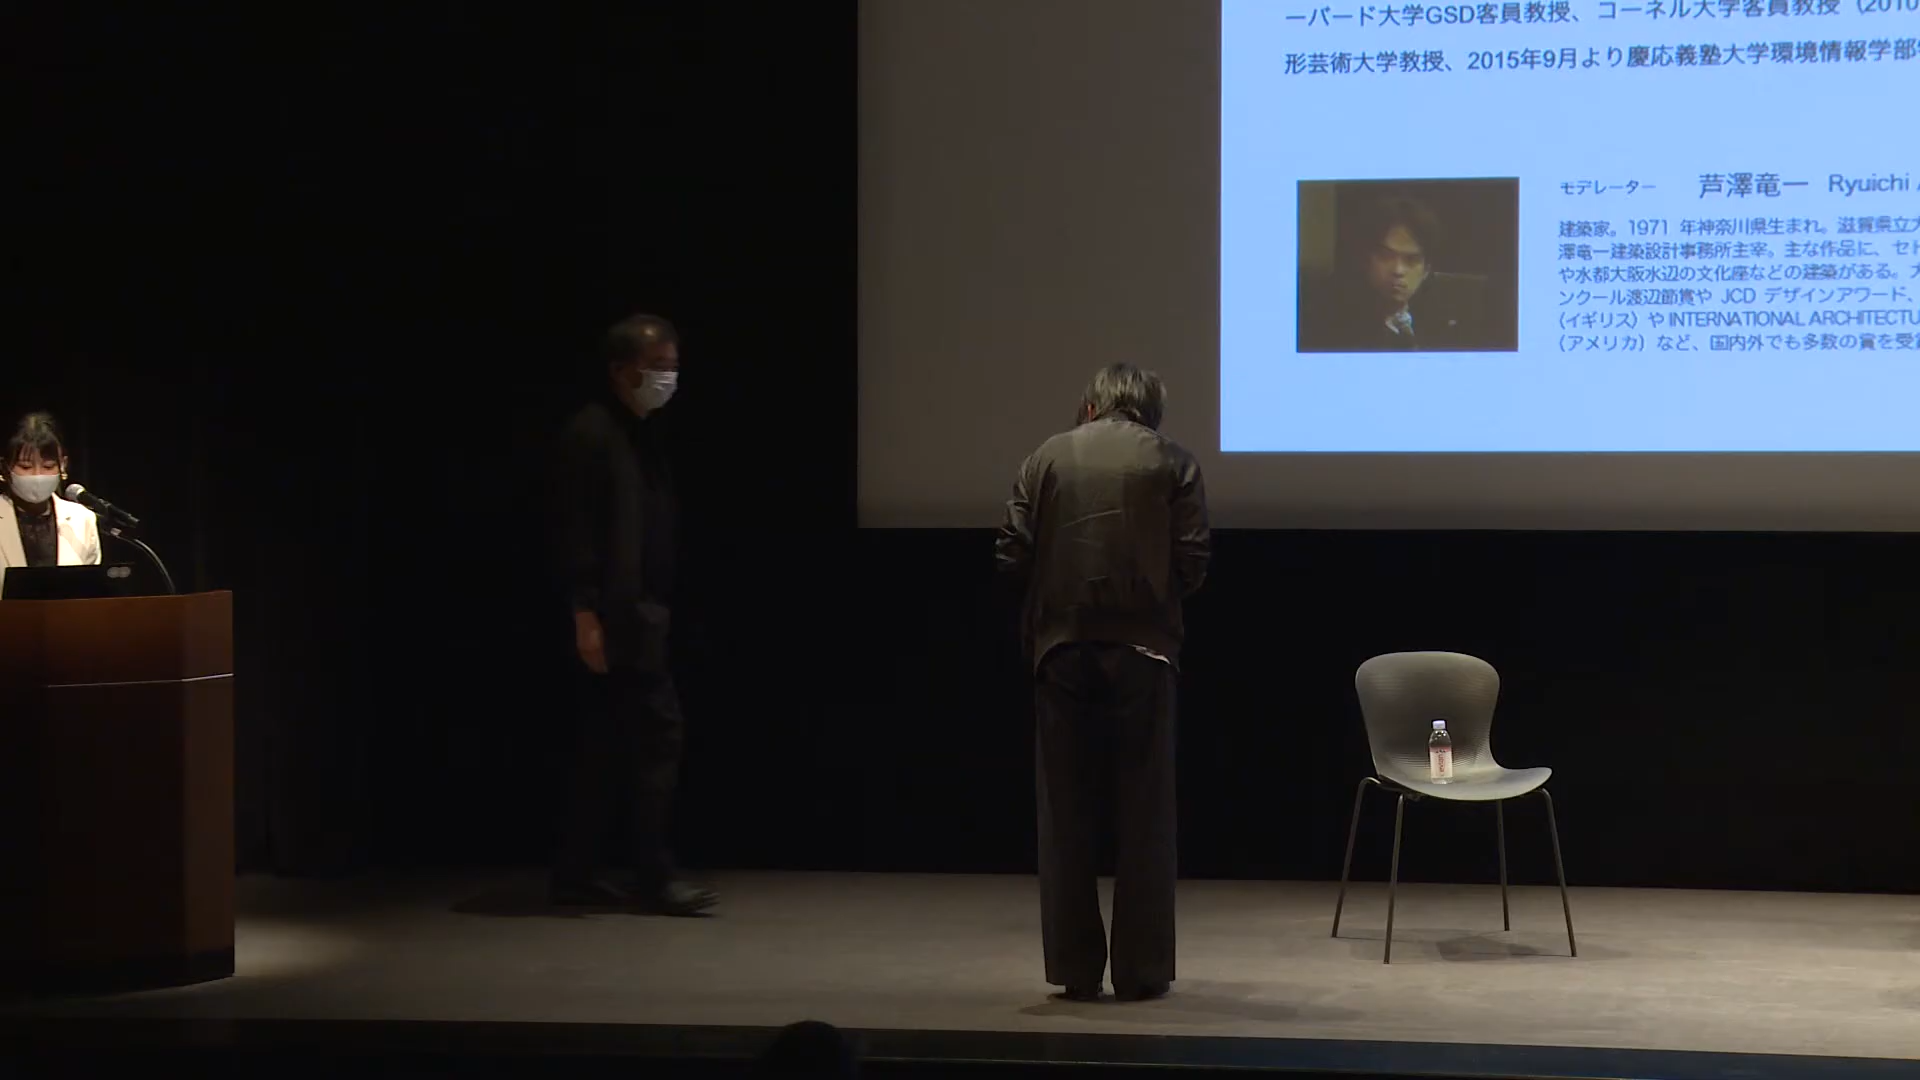 ーバード大学GSD客員教授、コーネル大学客員教授(2010
形芸術大学教授、2015年9月より慶応義塾大学環境情報学部
モデレーター 芦澤竜一 Ryuichi
建築家。1971 年神奈川県生まれ。滋賀県立大
澤竜一建築設計事務所主宰。主な作品に、セト
や水都大阪水辺の文化座などの建築がある。大
ンクール渡辺節賞や JCD デザインアワード、
(イギリス) や INTERNATIONAL ARCHITECTU
(アメリカ) など、国内外でも多数の賞を受賞